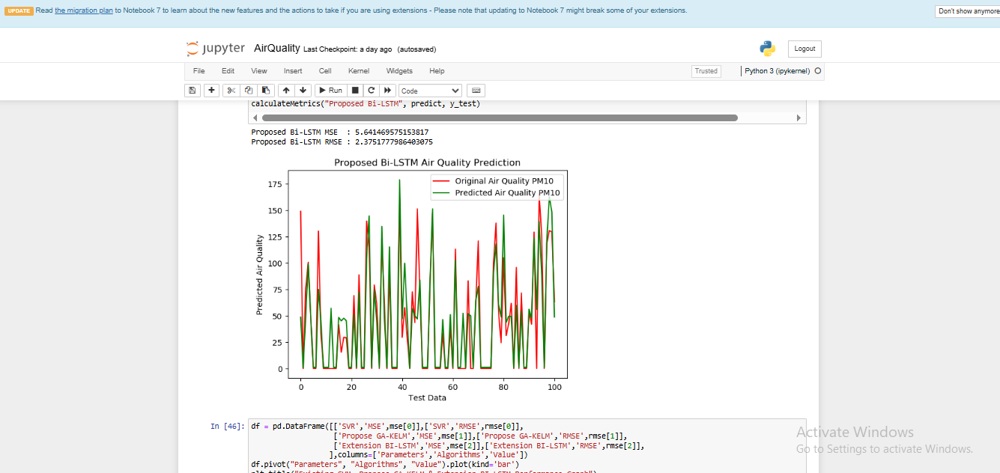 UPDATE Read the migration plan to Notebook 7 to learn about the new features and the actions to take if you are using extensions - Please note that updating to Notebook 7 might break some of your extensions. Don't show anymore
jupyter AirQuality Last Checkpoint: a day ago (autosaved) Logout
File Edit View Insert Cell Kernel Widgets Help Trusted Python 3 (ipykernel)
Run Code
calculateMetrics("Proposed Bi-LSTM", predict, y_test)
Proposed Bi-LSTM MSE : 5.641469575153817
Proposed Bi-LSTM RMSE : 2.3751777986403075
Proposed Bi-LSTM Air Quality Prediction
Original Air Quality PM10
Predicted Air Quality PM10
175
150
125
100
75
50
25
0
Predicted Air Quality
0 20 40 60 80 100
Test Data
In [46]: df = pd.DataFrame([['SVR','MSE',mse[0]],['SVR','RMSE',rmse[0]],
['Propose GA-KELM','MSE',mse[1]],['Propose GA-KELM','RMSE',rmse[1]],
['Extension BI-LSTM','MSE',mse[2]],['Extension BI-LSTM','RMSE',rmse[2]],
],columns=['Parameters','Algorithms','Value'])
df.pivot("Parameters", "Algorithms", "Value").plot(kind='bar')
Activate Windows
Go to Settings to activate Windows.